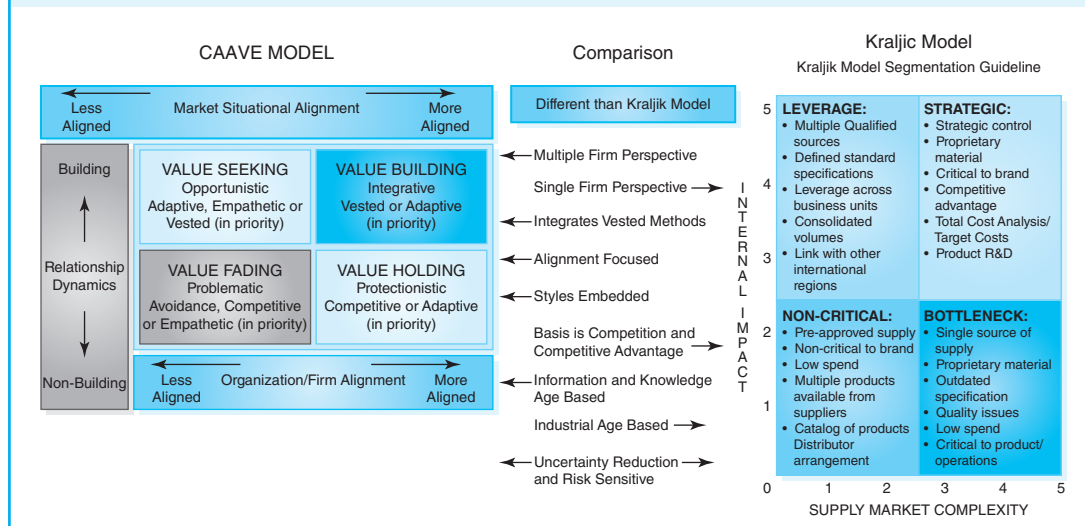 CAAVE MODEL
Less
Aligned
Market Situational Alignment
More
Aligned
Building
Relationship
Dynamics
Non-Building
VALUE SEEKING
Opportunistic
Adaptive, Empathetic or
Vested (in priority)
VALUE BUILDING
Integrative
Vested or Adaptive
(in priority)
VALUE FADING
Problematic
Avoidance, Competitive
or Empathetic (in priority)
VALUE HOLDING
Protectionistic
Competitive or Adaptive
(in priority)
Less
Aligned
Organization/Firm Alignment
More
Aligned
Comparison
Different than Kraljik Model
Multiple Firm Perspective
Single Firm Perspective
Integrates Vested Methods
Alignment Focused
Styles Embedded
Basis is Competition and
Competitive Advantage
Information and Knowledge
Age Based
Industrial Age Based
Uncertainty Reduction
and Risk Sensitive
Kraljic Model
Kraljik Model Segmentation Guideline
INTERNAL IMPACT
5
4
3
2
1
LEVERAGE:
• Multiple Qualified
sources
• Defined standard
specifications
• Leverage across
business units
• Consolidated
volumes
• Link with other
international
regions
STRATEGIC:
• Strategic control
• Proprietary
material
• Critical to brand
• Competitive
advantage
• Total Cost Analysis/
Target Costs
• Product R&D
NON-CRITICAL:
• Pre-approved supply
• Non-critical to brand
• Low spend
• Multiple products
available from
suppliers
• Catalog of products
Distributor
arrangement
BOTTLENECK:
• Single source of
supply
• Proprietary material
• Outdated
specification
• Quality issues
• Low spend
• Critical to product/
operations
0 1 2 3 4 5
SUPPLY MARKET COMPLEXITY